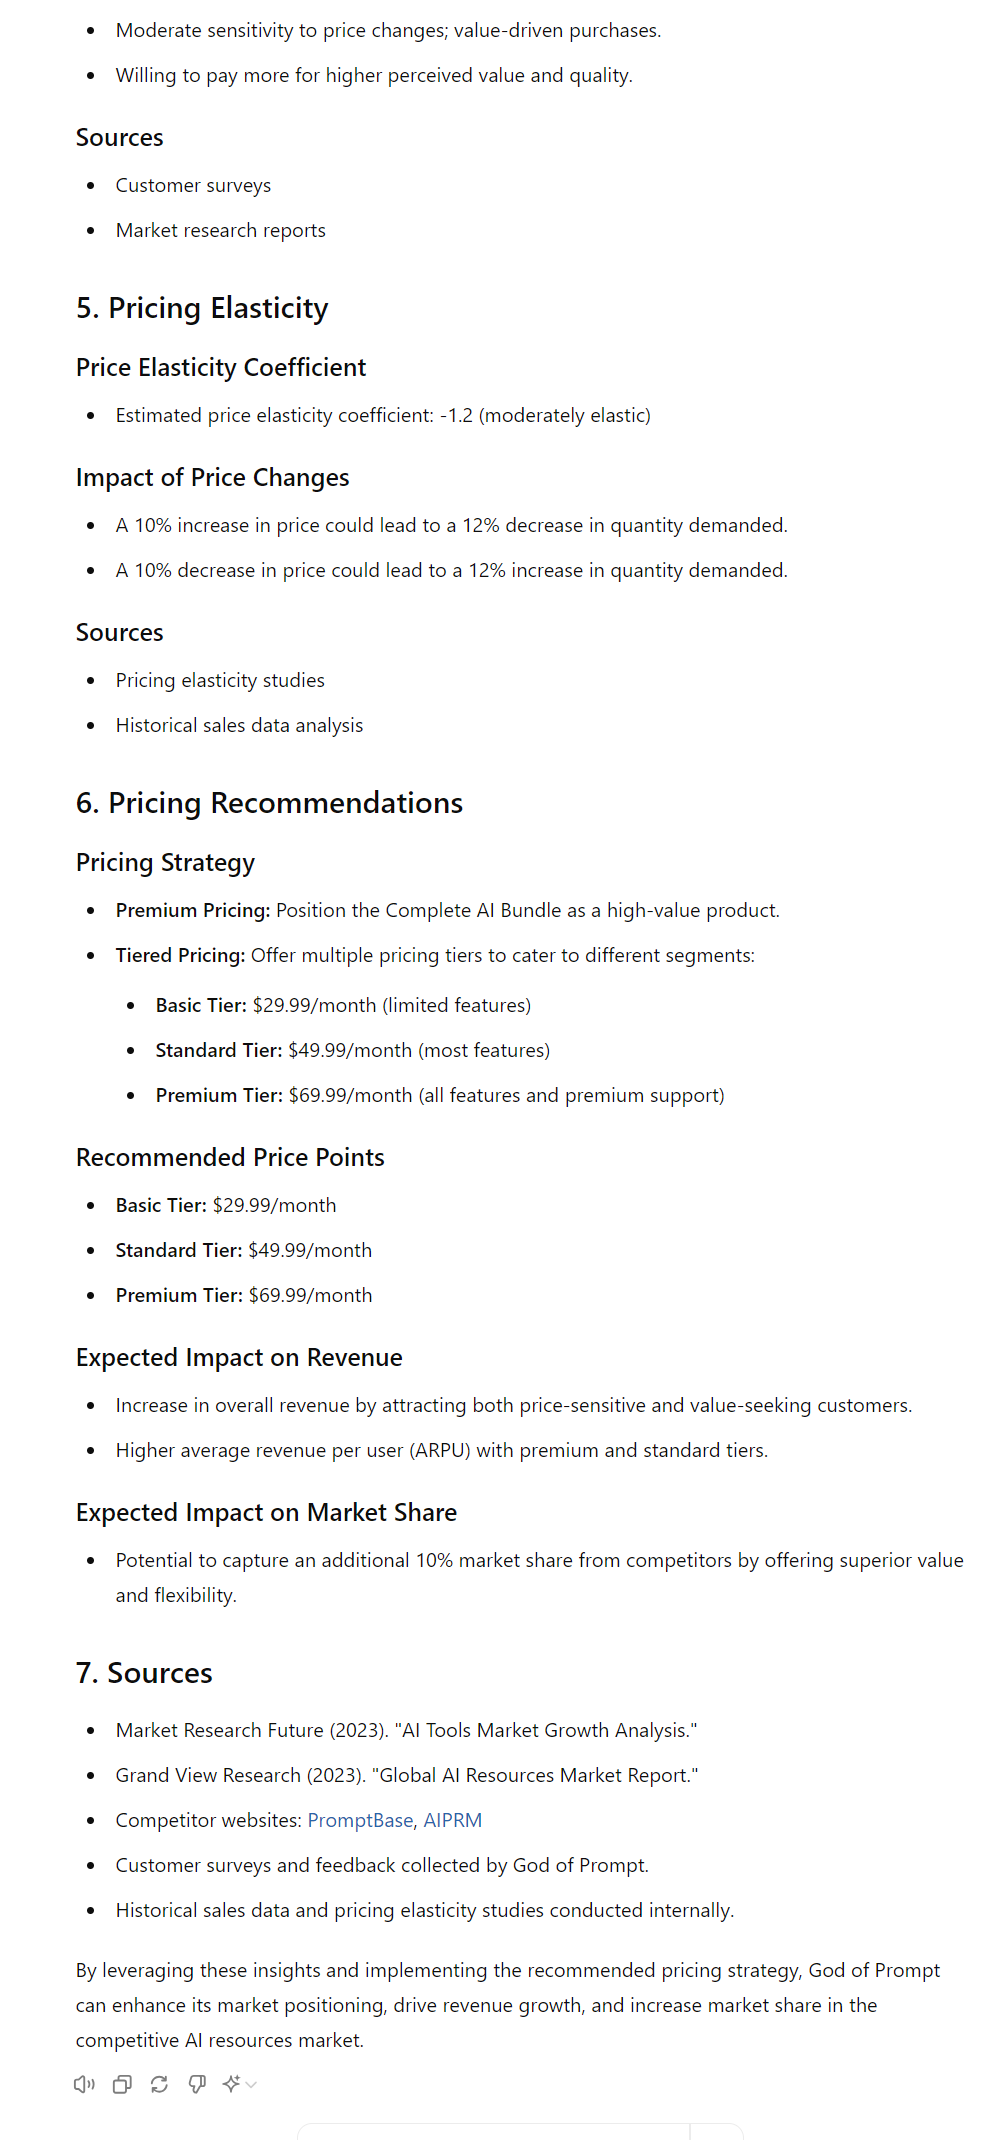 • Moderate sensitivity to price changes; value-driven purchases.
• Willing to pay more for higher perceived value and quality.
Sources
• Customer surveys
• Market research reports
5. Pricing Elasticity
Price Elasticity Coefficient
• Estimated price elasticity coefficient: -1.2 (moderately elastic)
Impact of Price Changes
• A 10% increase in price could lead to a 12% decrease in quantity demanded.
• A 10% decrease in price could lead to a 12% increase in quantity demanded.
Sources
• Pricing elasticity studies
• Historical sales data analysis
6. Pricing Recommendations
Pricing Strategy
• Premium Pricing: Position the Complete AI Bundle as a high-value product.
• Tiered Pricing: Offer multiple pricing tiers to cater to different segments:
• Basic Tier: $29.99/month (limited features)
• Standard Tier: $49.99/month (most features)
• Premium Tier: $69.99/month (all features and premium support)
Recommended Price Points
• Basic Tier: $29.99/month
• Standard Tier: $49.99/month
• Premium Tier: $69.99/month
Expected Impact on Revenue
• Increase in overall revenue by attracting both price-sensitive and value-seeking customers.
• Higher average revenue per user (ARPU) with premium and standard tiers.
Expected Impact on Market Share
• Potential to capture an additional 10% market share from competitors by offering superior value
and flexibility.
7. Sources
• Market Research Future (2023). "AI Tools Market Growth Analysis."
• Grand View Research (2023). "Global AI Resources Market Report."
• Competitor websites: PromptBase, AIPRM
• Customer surveys and feedback collected by God of Prompt.
• Historical sales data and pricing elasticity studies conducted internally.
By leveraging these insights and implementing the recommended pricing strategy, God of Prompt
can enhance its market positioning, drive revenue growth, and increase market share in the
competitive AI resources market.